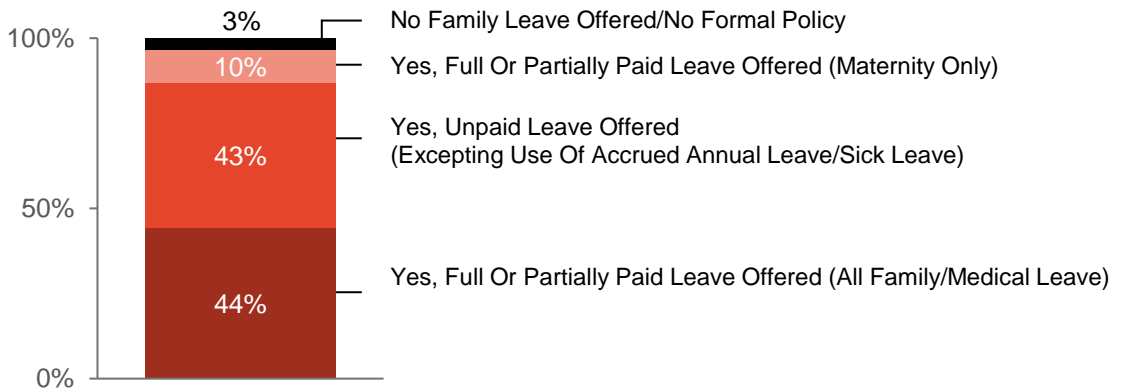 3%
No Family Leave Offered/No Formal Policy
100%
10%
Yes, Full Or Partially Paid Leave Offered (Maternity Only)
Yes, Unpaid Leave Offered
(Excepting Use Of Accrued Annual Leave/Sick Leave)
43%
50%
Yes, Full Or Partially Paid Leave Offered (All Family/Medical Leave)
44%
0%